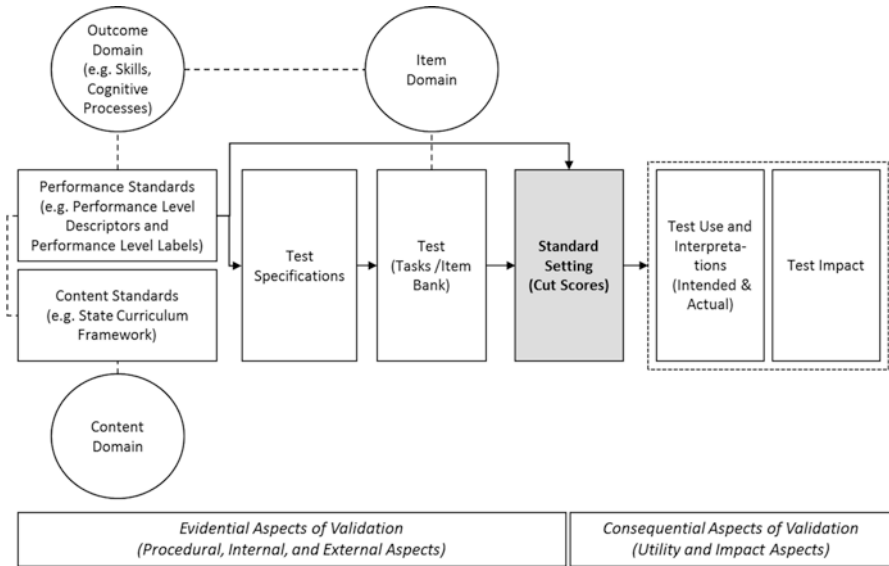 Outcome
Domain
(e.g. Skills,
Cognitive
Processes)
Item
Domain
Performance Standards
(e.g. Performance Level
Descriptors and
Performance Level Labels)
Content Standards
(e.g. State Curriculum
Framework)
Test
Specifications
Test
(Tasks /Item
Bank)
Standard
Setting
(Cut Scores)
Test Use and
Interpreta-
tions
(Intended &
Actual)
Test Impact
Content
Domain
Evidential Aspects of Validation
(Procedural, Internal, and External Aspects)
Consequential Aspects of Validation
(Utility and Impact Aspects)